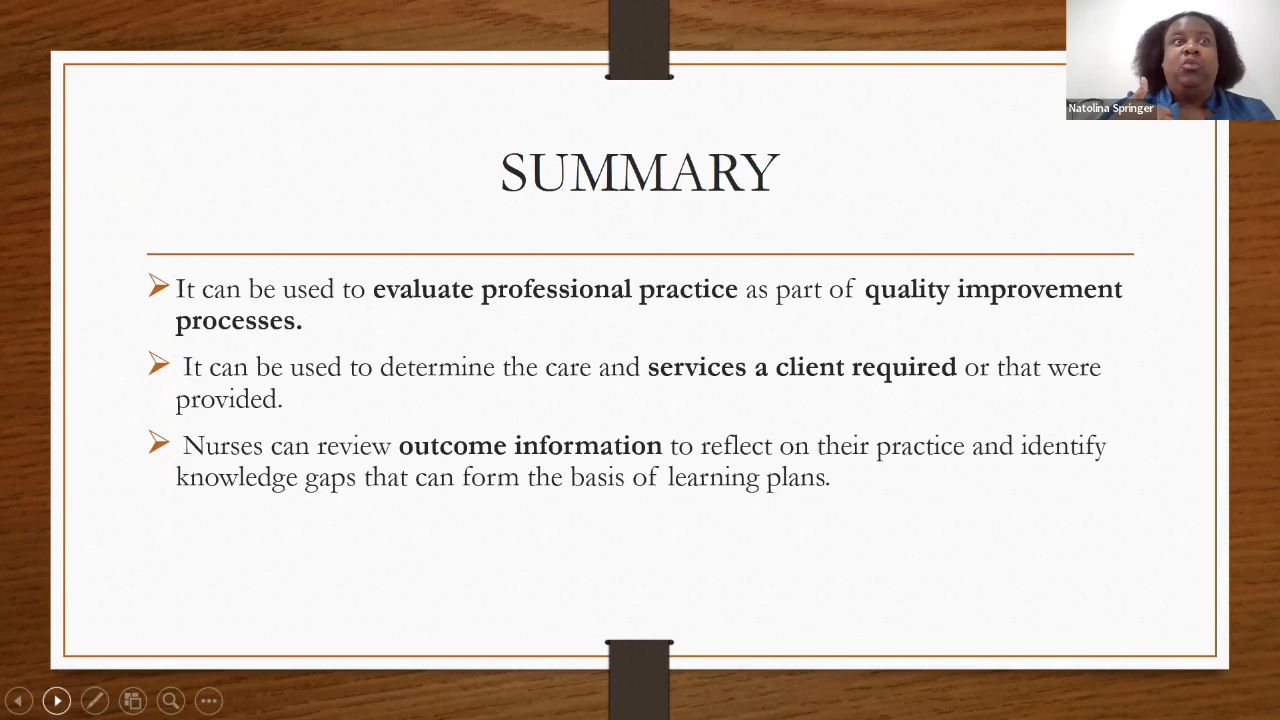 Natolina Springer
SUMMARY
It can be used to evaluate professional practice as part of quality improvement
processes.
It can be used to determine the care and services a client required or that were
provided.
Nurses can review outcome information to reflect on their practice and identify
knowledge gaps that can form the basis of learning plans.